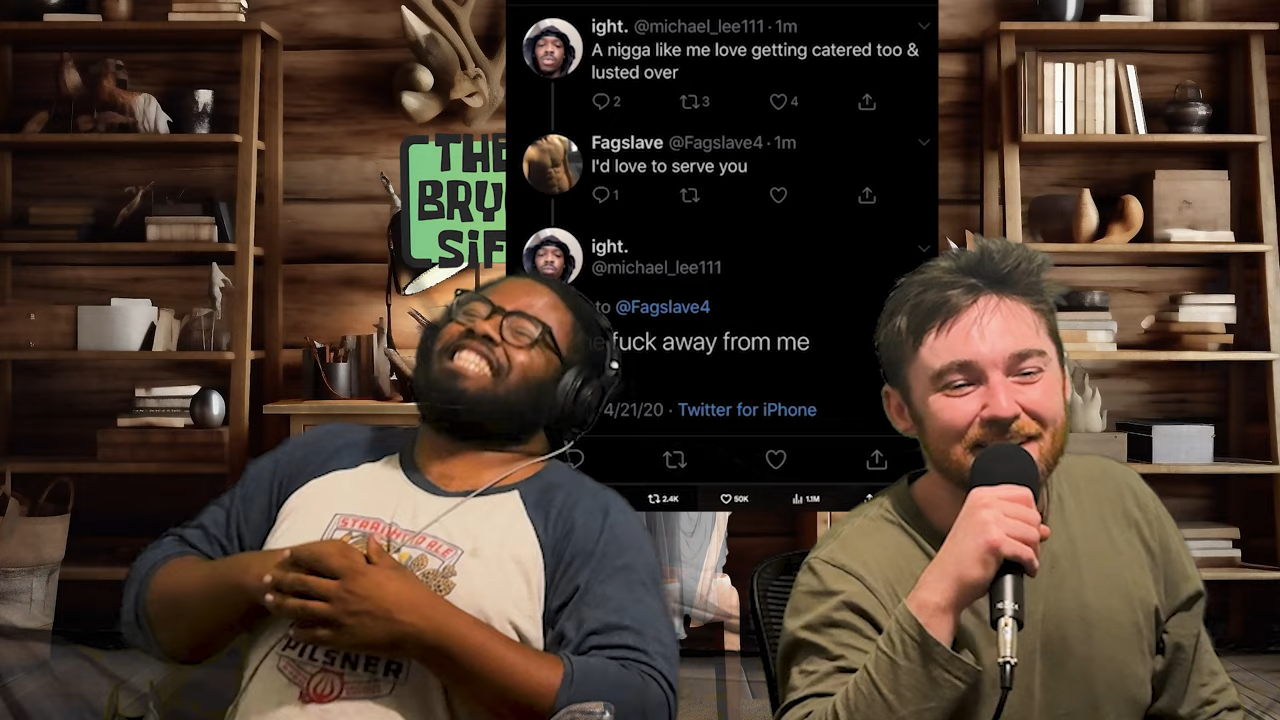 ight. @michael_lee111 · 1m
A nigga like me love getting catered too &
lusted over
2 3 4
Fagslave @Fagslave4 · 1m
I'd love to serve you
1
ight.
@michael_lee111
to @Fagslave4
fuck away from me
4/21/20 · Twitter for iPhone
2.4K 50K 1.1M
THE
BRY
SiF
STRAIGHT TO ALE
PILSNER